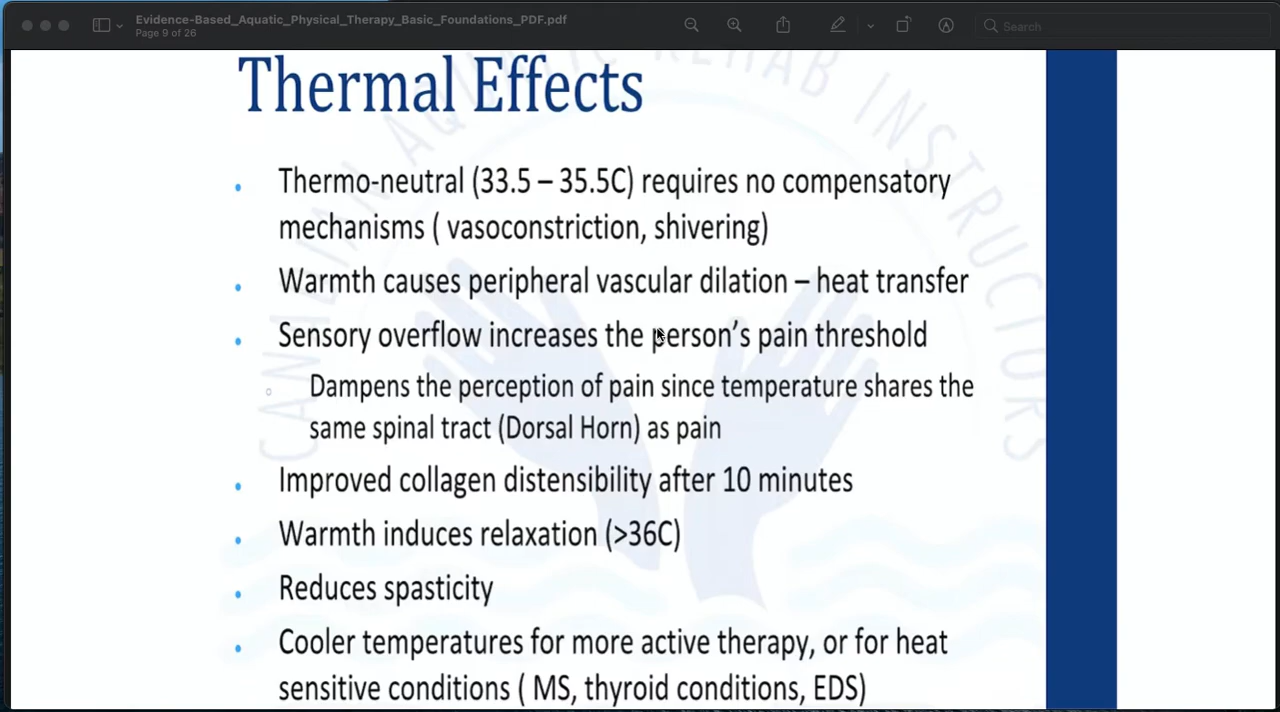 Evidence-Based_Aquatic_Physical_Therapy_Basic_Foundations_PDF.pdf
Page 9 of 26
Search
Thermal Effects
CANADIAN AQUATIC REHAB INSTRUCTORS
• Thermo-neutral (33.5 – 35.5C) requires no compensatory
mechanisms ( vasoconstriction, shivering)
• Warmth causes peripheral vascular dilation – heat transfer
• Sensory overflow increases the person’s pain threshold
○ Dampens the perception of pain since temperature shares the
same spinal tract (Dorsal Horn) as pain
• Improved collagen distensibility after 10 minutes
• Warmth induces relaxation (>36C)
• Reduces spasticity
• Cooler temperatures for more active therapy, or for heat
sensitive conditions ( MS, thyroid conditions, EDS)